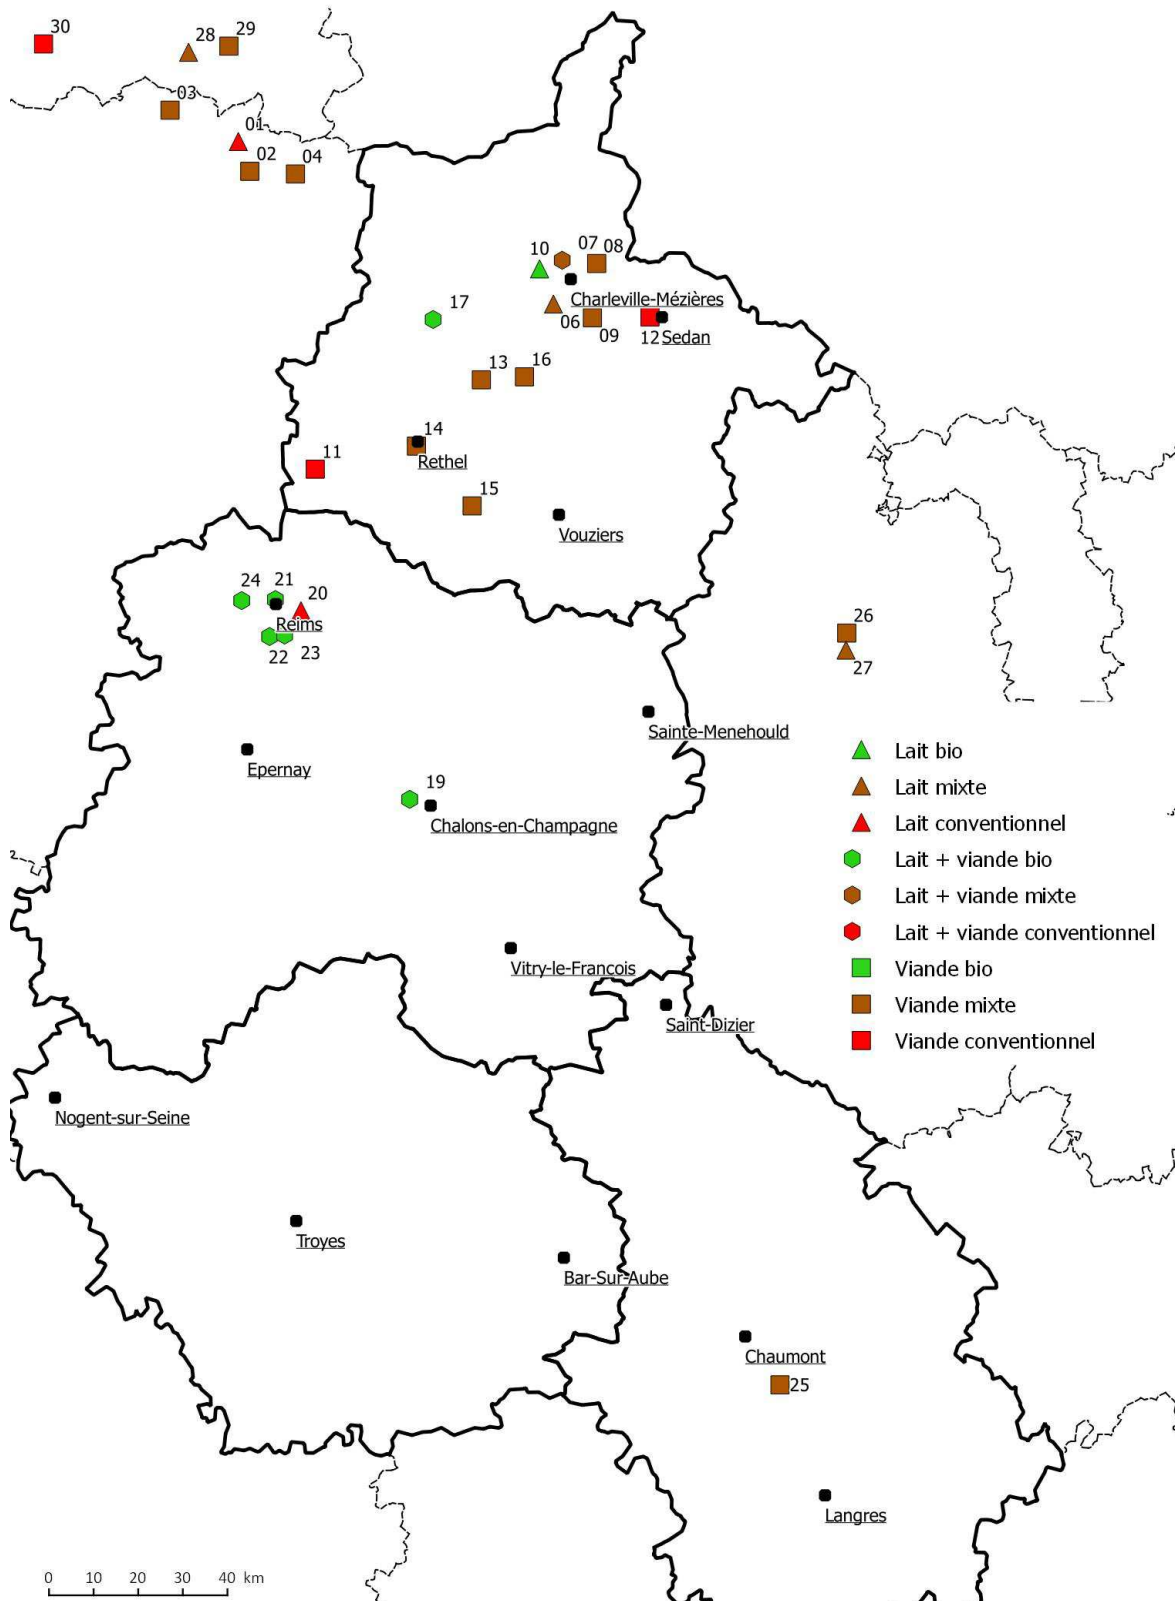 30
28
29
03
01
02
04
10
07
08
Charleville-Mézières
06
09
12
Sedan
17
13
16
14
Rethel
11
15
Vouziers
24
21
20
Reims
22
23
26
27
Sainte-Menehould
Epernay
19
Chalons-en-Champagne
Lait bio
Lait mixte
Lait conventionnel
Lait + viande bio
Lait + viande mixte
Lait + viande conventionnel
Viande bio
Viande mixte
Viande conventionnel
Vitry-le-Francois
Saint-Dizier
Nogent-sur-Seine
Troyes
Bar-Sur-Aube
Chaumont
25
Langres
0 10 20 30 40 km